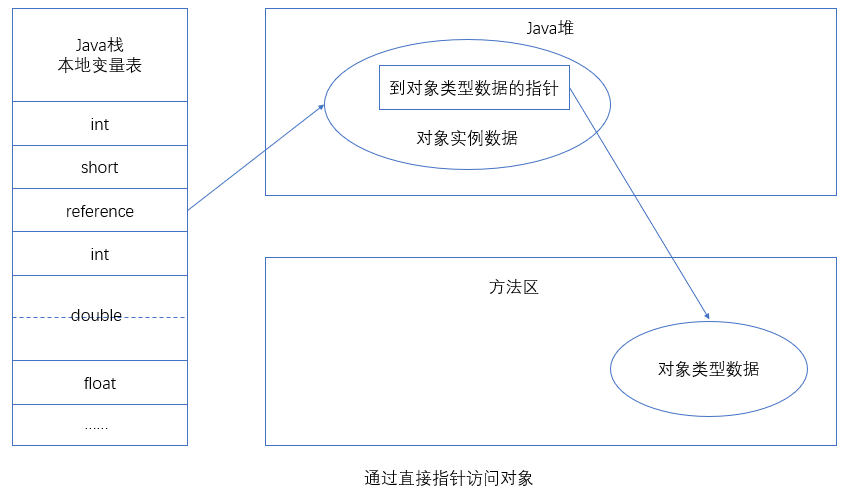 Java栈
本地变量表
int
short
reference
int
double
float
……
Java堆
到对象类型数据的指针
对象实例数据
方法区
对象类型数据
通过直接指针访问对象